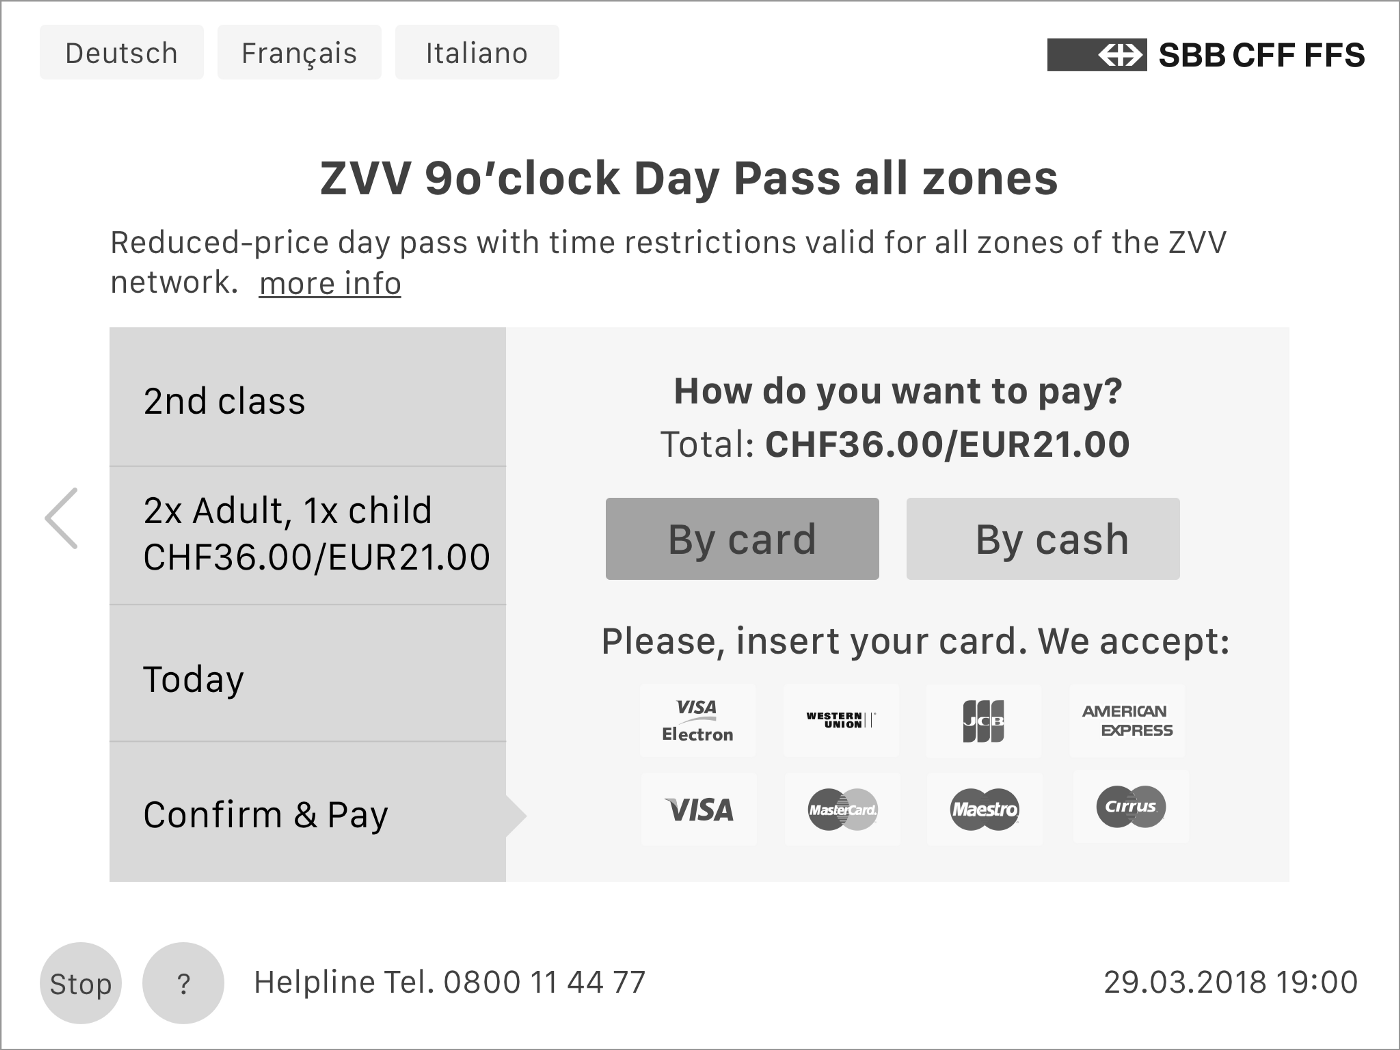 Deutsch Français Italiano SBB CFF FFS
ZVV 9o’clock Day Pass all zones
Reduced-price day pass with time restrictions valid for all zones of the ZVV
network. more info
2nd class
2x Adult, 1x child
CHF36.00/EUR21.00
Today
Confirm & Pay
How do you want to pay?
Total: CHF36.00/EUR21.00
By card By cash
Please, insert your card. We accept:
VISA
Electron
WESTERN
UNION
JCB
AMERICAN
EXPRESS
VISA MasterCard. Maestro Cirrus
Stop ? Helpline Tel. 0800 11 44 77 29.03.2018 19:00